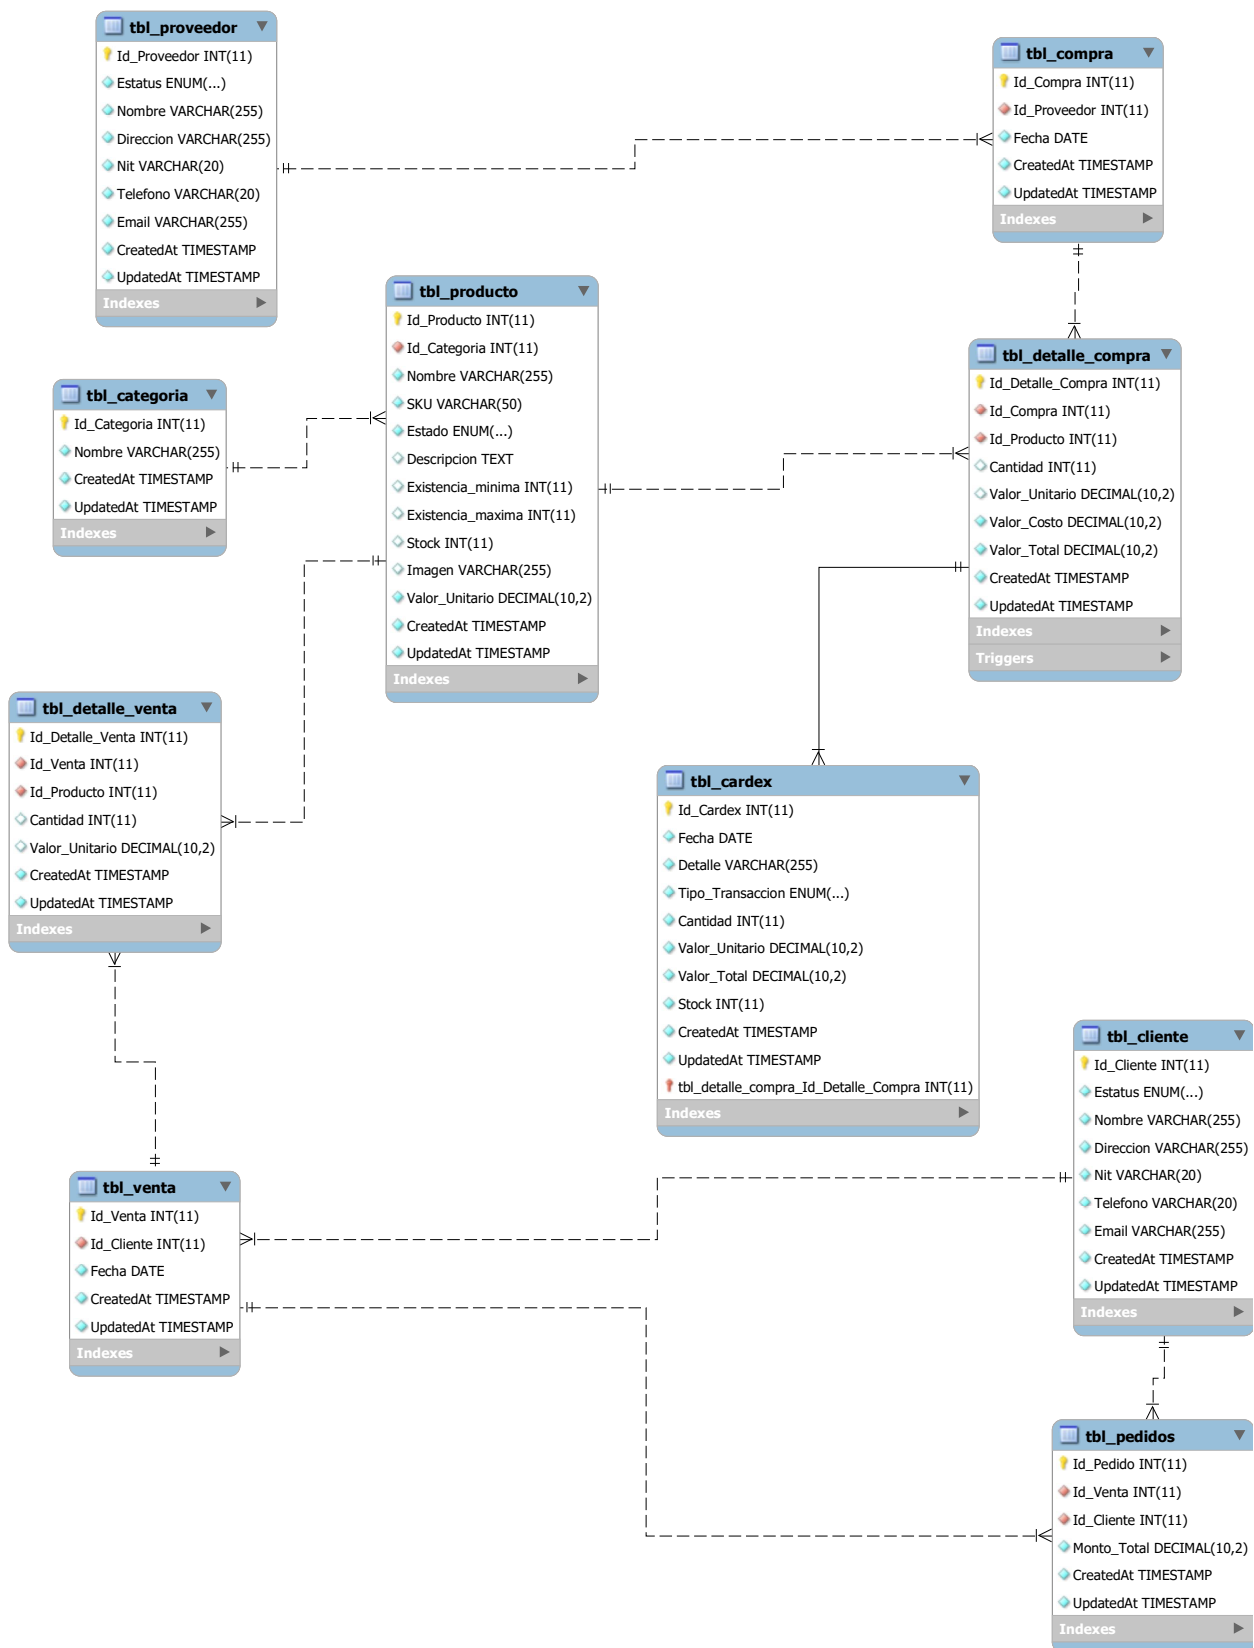 tbl_proveedor
Id_Proveedor INT(11)
Estatus ENUM(...)
Nombre VARCHAR(255)
Direccion VARCHAR(255)
Nit VARCHAR(20)
Telefono VARCHAR(20)
Email VARCHAR(255)
CreatedAt TIMESTAMP
UpdatedAt TIMESTAMP
Indexes
tbl_compra
Id_Compra INT(11)
Id_Proveedor INT(11)
Fecha DATE
CreatedAt TIMESTAMP
UpdatedAt TIMESTAMP
Indexes
tbl_producto
Id_Producto INT(11)
Id_Categoria INT(11)
Nombre VARCHAR(255)
SKU VARCHAR(50)
Estado ENUM(...)
Descripcion TEXT
Existencia_minima INT(11)
Existencia_maxima INT(11)
Stock INT(11)
Imagen VARCHAR(255)
Valor_Unitario DECIMAL(10,2)
CreatedAt TIMESTAMP
UpdatedAt TIMESTAMP
Indexes
tbl_categoria
Id_Categoria INT(11)
Nombre VARCHAR(255)
CreatedAt TIMESTAMP
UpdatedAt TIMESTAMP
Indexes
tbl_detalle_compra
Id_Detalle_Compra INT(11)
Id_Compra INT(11)
Id_Producto INT(11)
Cantidad INT(11)
Valor_Unitario DECIMAL(10,2)
Valor_Costo DECIMAL(10,2)
Valor_Total DECIMAL(10,2)
CreatedAt TIMESTAMP
UpdatedAt TIMESTAMP
Indexes
Triggers
tbl_detalle_venta
Id_Detalle_Venta INT(11)
Id_Venta INT(11)
Id_Producto INT(11)
Cantidad INT(11)
Valor_Unitario DECIMAL(10,2)
CreatedAt TIMESTAMP
UpdatedAt TIMESTAMP
Indexes
tbl_cardex
Id_Cardex INT(11)
Fecha DATE
Detalle VARCHAR(255)
Tipo_Transaccion ENUM(...)
Cantidad INT(11)
Valor_Unitario DECIMAL(10,2)
Valor_Total DECIMAL(10,2)
Stock INT(11)
CreatedAt TIMESTAMP
UpdatedAt TIMESTAMP
tbl_detalle_compra_Id_Detalle_Compra INT(11)
Indexes
tbl_cliente
Id_Cliente INT(11)
Estatus ENUM(...)
Nombre VARCHAR(255)
Direccion VARCHAR(255)
Nit VARCHAR(20)
Telefono VARCHAR(20)
Email VARCHAR(255)
CreatedAt TIMESTAMP
UpdatedAt TIMESTAMP
Indexes
tbl_venta
Id_Venta INT(11)
Id_Cliente INT(11)
Fecha DATE
CreatedAt TIMESTAMP
UpdatedAt TIMESTAMP
Indexes
tbl_pedidos
Id_Pedido INT(11)
Id_Venta INT(11)
Id_Cliente INT(11)
Monto_Total DECIMAL(10,2)
CreatedAt TIMESTAMP
UpdatedAt TIMESTAMP
Indexes